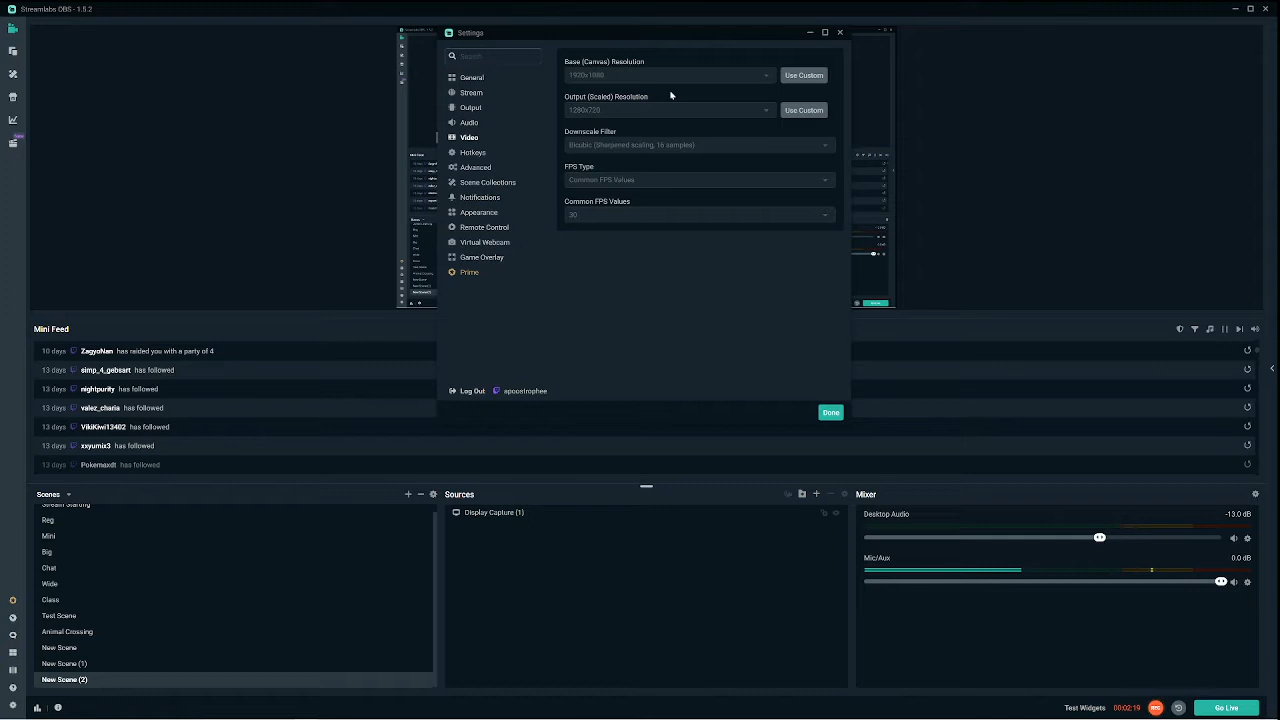 Streamlabs OBS - 1.5.2
Settings
Search
General
Stream
Output
Audio
Video
Hotkeys
Advanced
Scene Collections
Notifications
Appearance
Remote Control
Virtual Webcam
Game Overlay
Prime
Log Out
apoostrophee
Base (Canvas) Resolution
1920x1080
Use Custom
Output (Scaled) Resolution
1280x720
Use Custom
Downscale Filter
Bicubic (Sharpened scaling, 16 samples)
FPS Type
Common FPS Values
Common FPS Values
30
Done
Mini Feed
10 days ZagyoNan has raided you with a party of 4
13 days simp_4_gebsart has followed
13 days nightpurity has followed
13 days valez_charia has followed
13 days VikiKiwi13402 has followed
13 days xxyumix3 has followed
13 days Pokemaxdt has followed
Scenes
Stream Starting
Reg
Mini
Big
Chat
Wide
Class
Test Scene
Animal Crossing
New Scene
New Scene (1)
New Scene (2)
Sources
Display Capture (1)
Mixer
Desktop Audio -13.0 dB
Mic/Aux 0.0 dB
Test Widgets
00:02:19
REC
Go Live